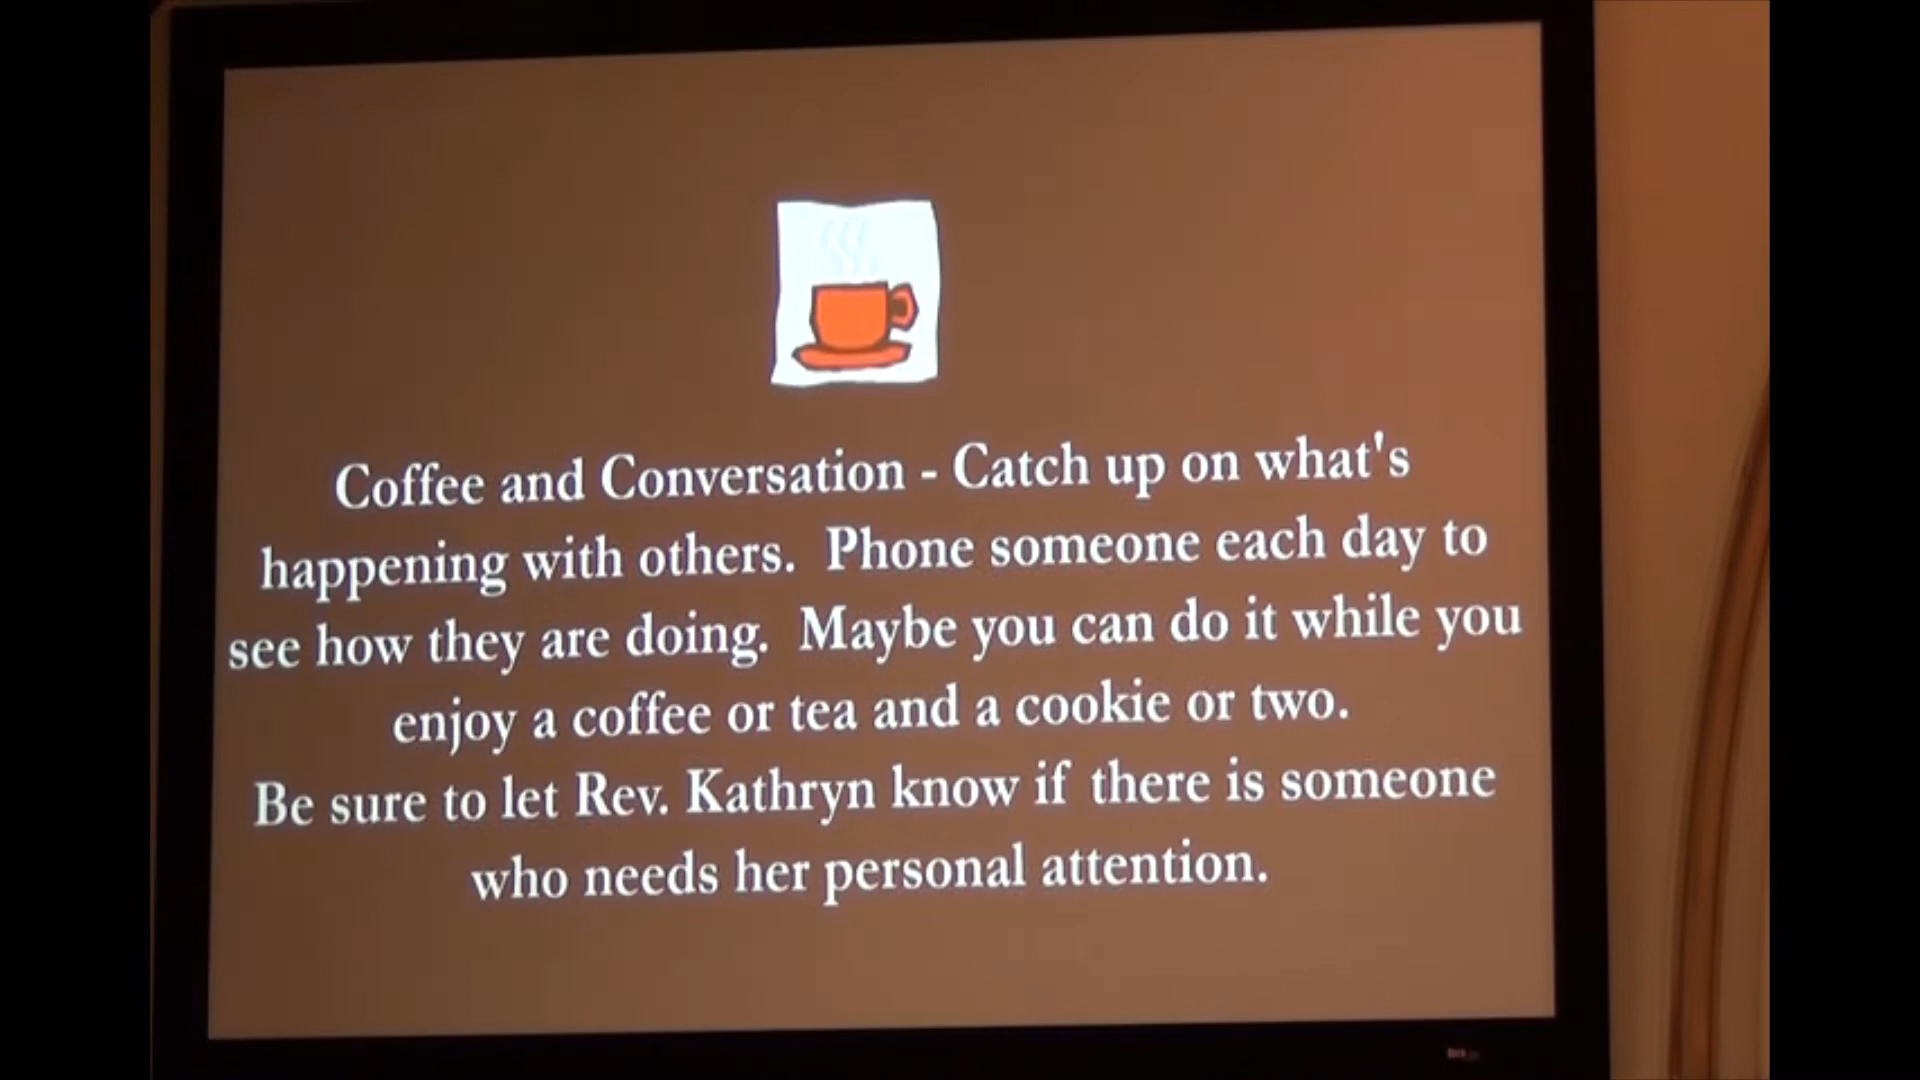 Coffee and Conversation - Catch up on what's
happening with others.  Phone someone each day to
see how they are doing.  Maybe you can do it while you
enjoy a coffee or tea and a cookie or two.
Be sure to let Rev. Kathryn know if there is someone
who needs her personal attention.